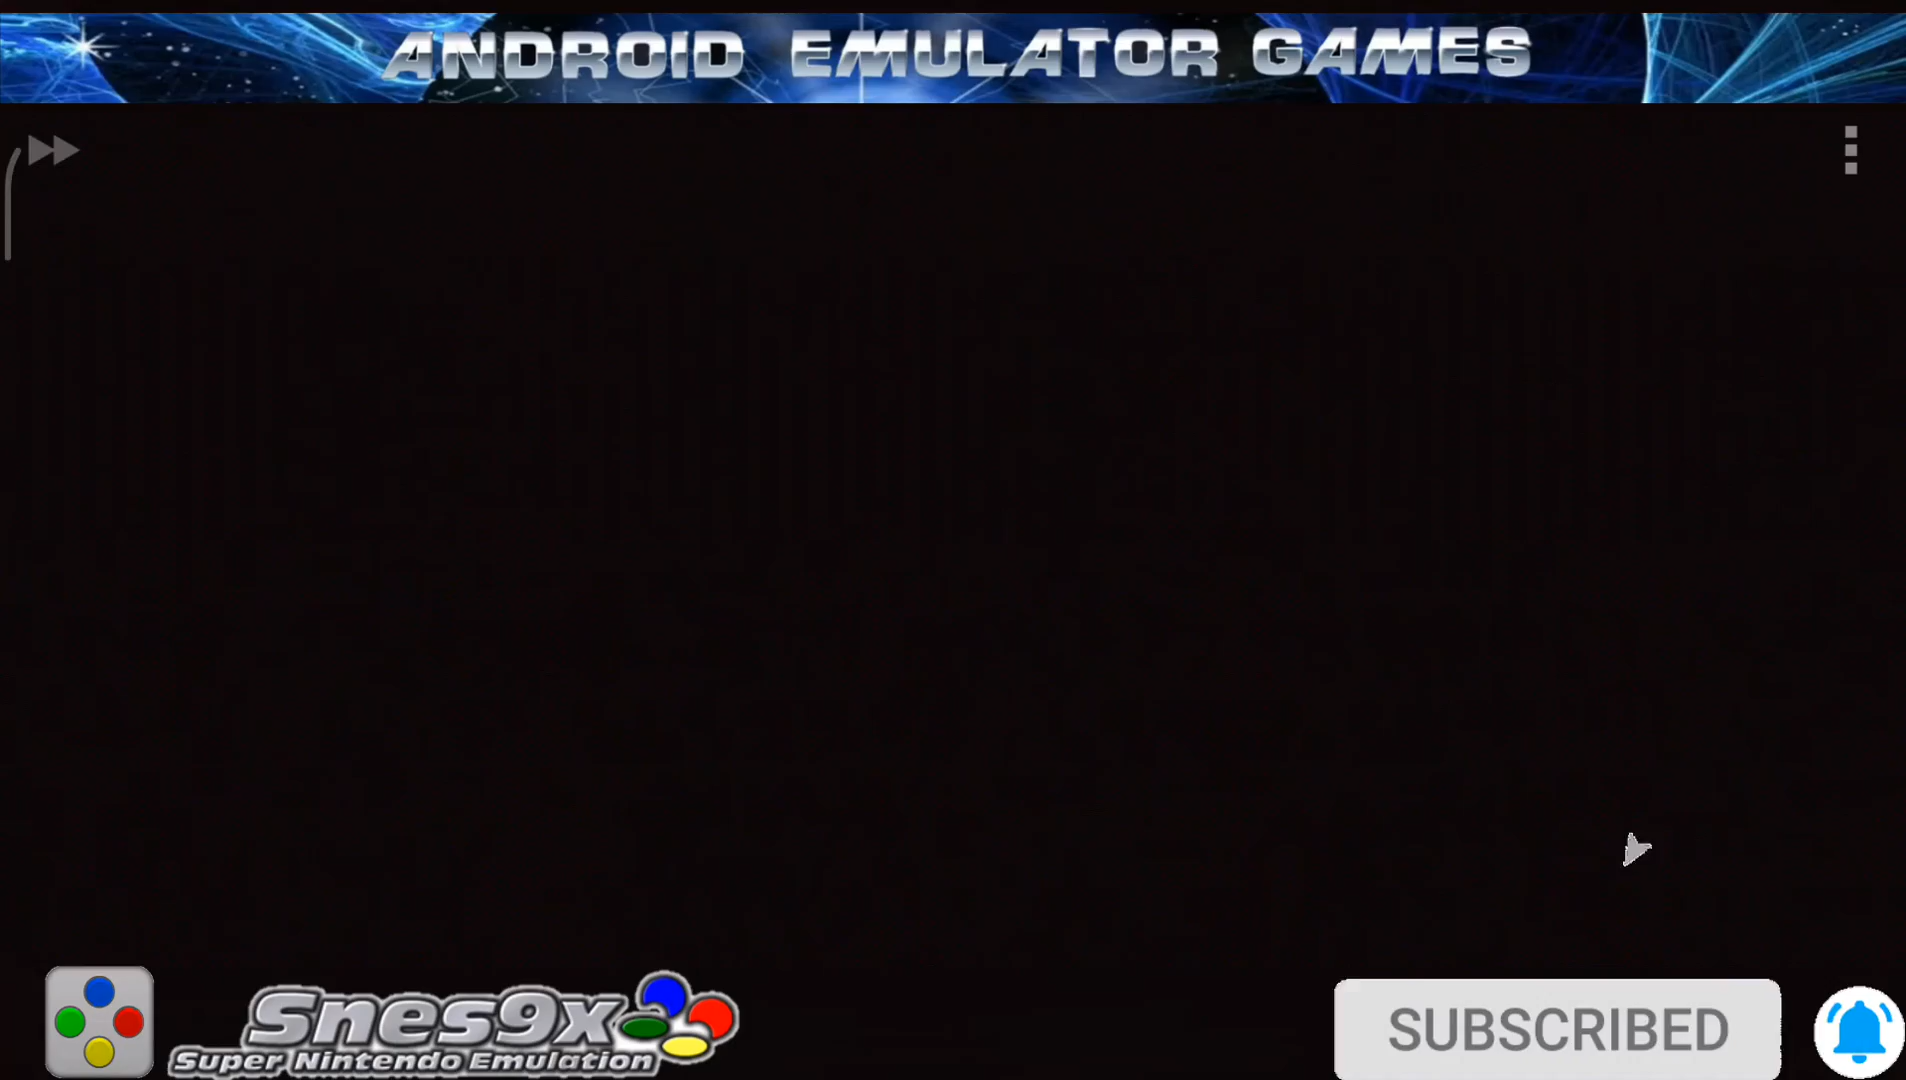 ANDROID EMULATOR GAMES
Snes9x
Super Nintendo Emulation
SUBSCRIBED